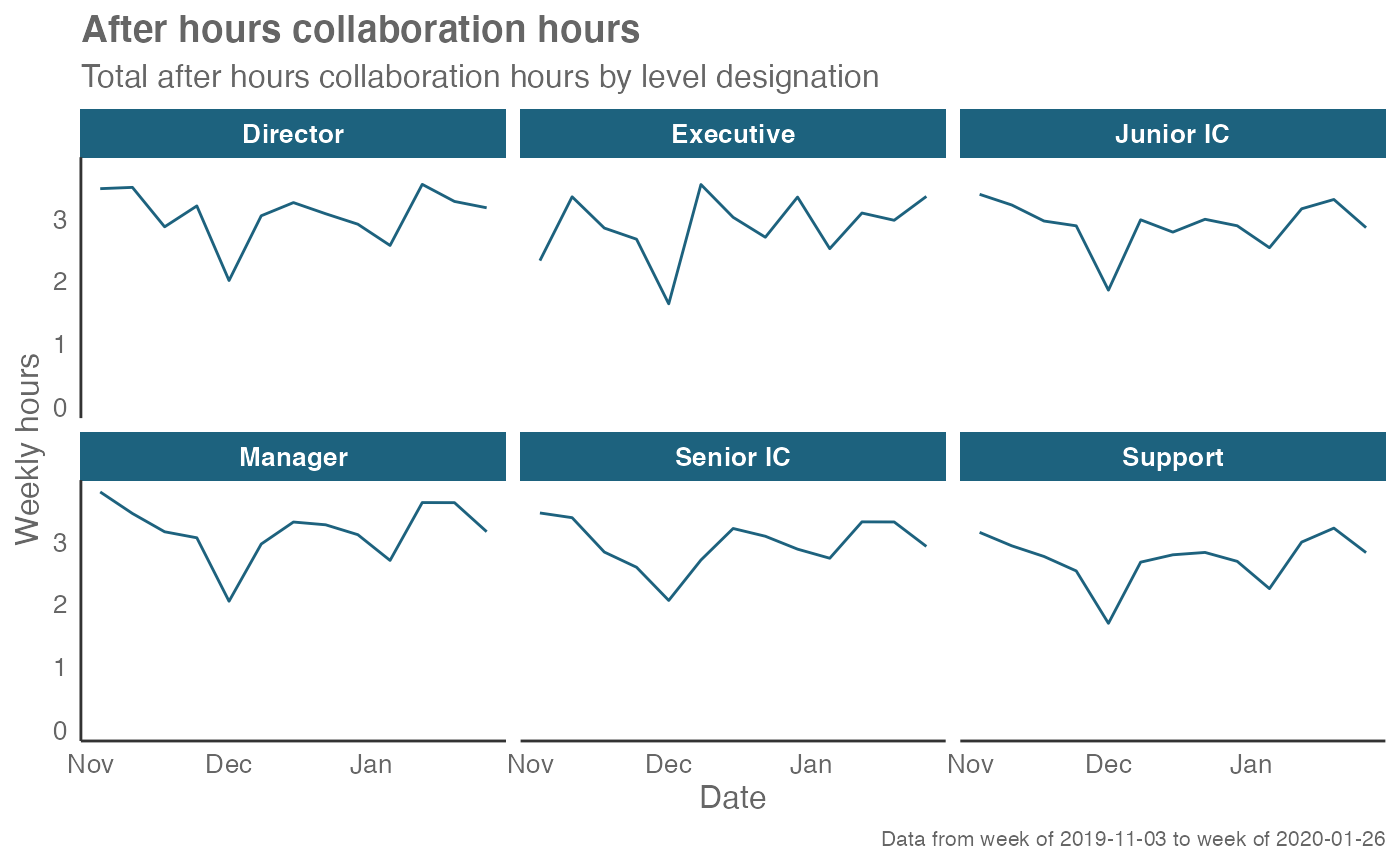 After hours collaboration hours
Total after hours collaboration hours by level designation
Director
Executive
Junior IC
3
2
1
0
Manager
Senior IC
Support
3
2
1
0
Weekly hours
Nov Dec Jan
Nov Dec Jan
Nov Dec Jan
Date
Data from week of 2019-11-03 to week of 2020-01-26